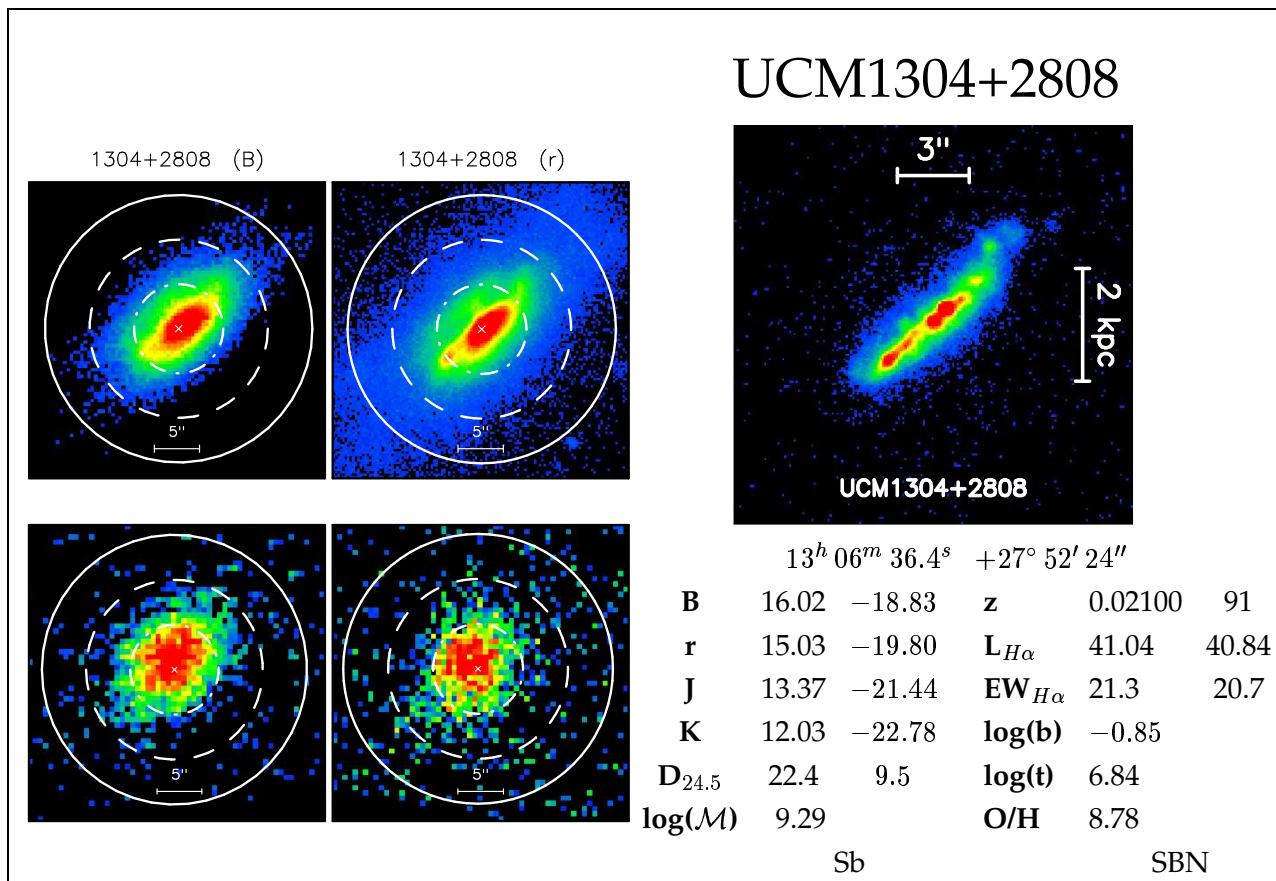 UCM1304+2808
1304+2808 (B)
1304+2808 (r)
3"
2 kpc
UCM1304+2808
5"
5"
5"
5"
13h 06m 36.4s +27° 52′ 24″
B 16.02 −18.83 z 0.02100 91
r 15.03 −19.80 LHα 41.04 40.84
J 13.37 −21.44 EWHα 21.3 20.7
K 12.03 −22.78 log(b) −0.85
D24.5 22.4 9.5 log(t) 6.84
log(M) 9.29 O/H 8.78
Sb SBN